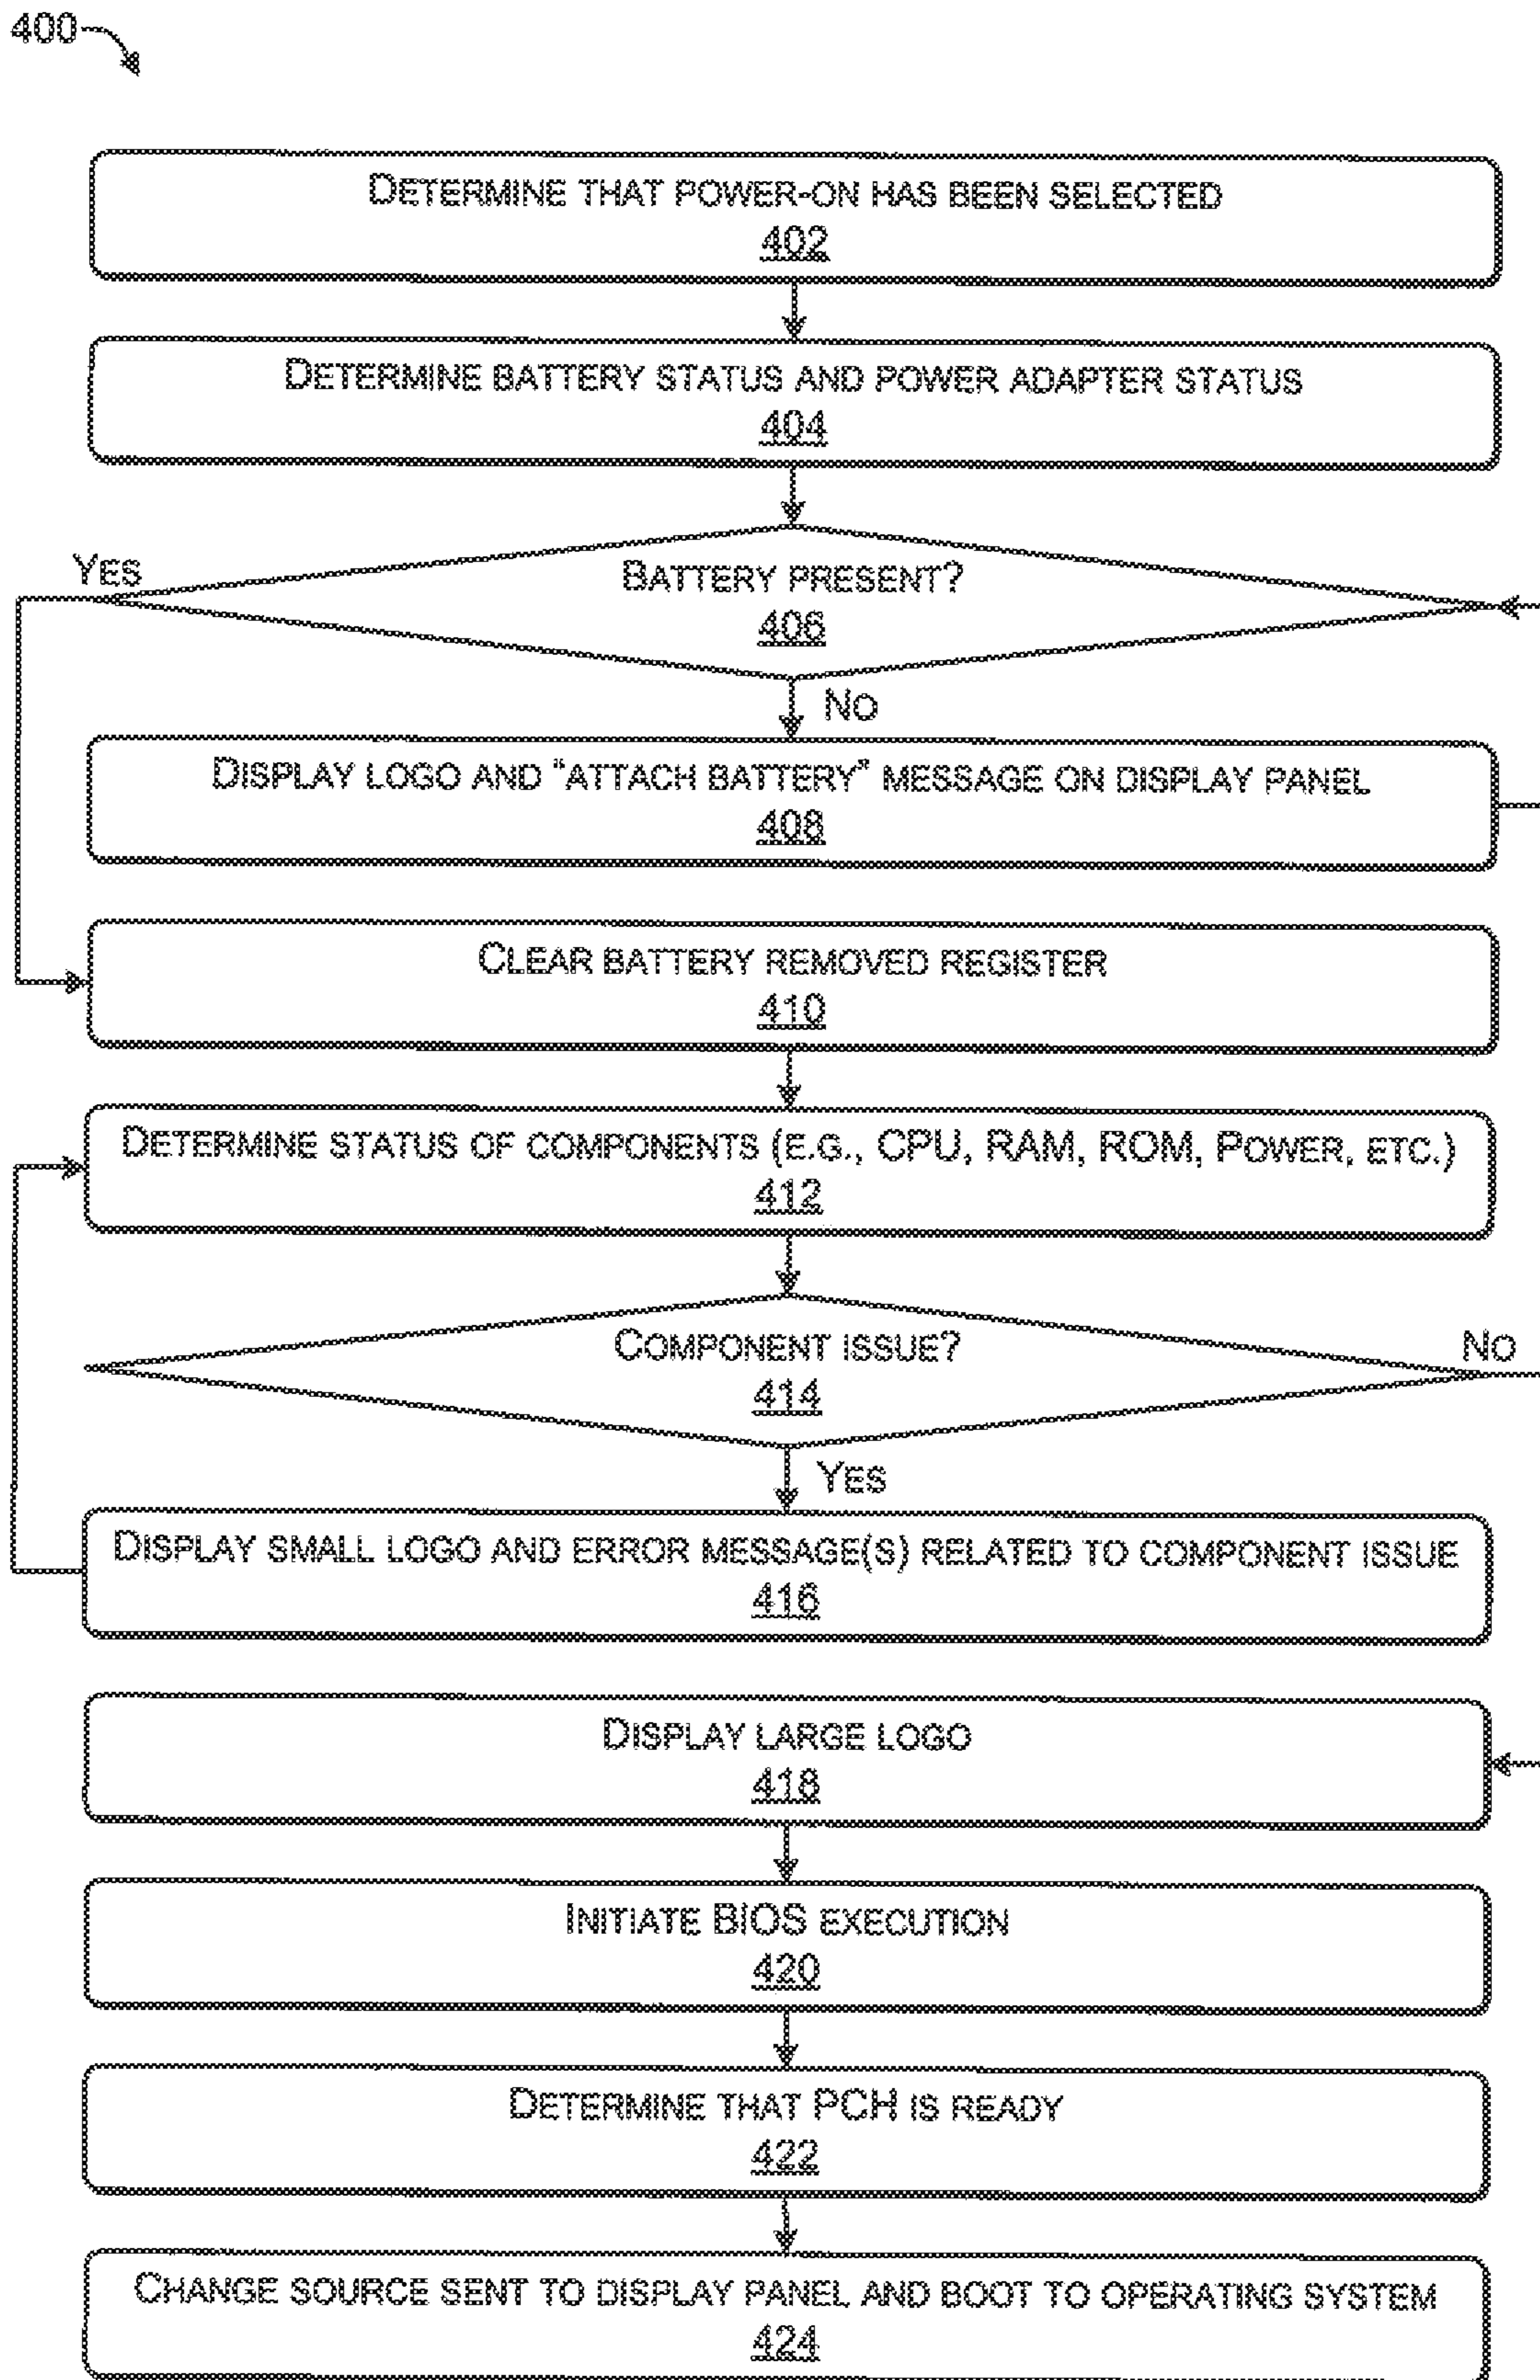 400
DETERMINE THAT POWER-ON HAS BEEN SELECTED
402
DETERMINE BATTERY STATUS AND POWER ADAPTER STATUS
404
YES
BATTERY PRESENT?
406
NO
DISPLAY LOGO AND “ATTACH BATTERY” MESSAGE ON DISPLAY PANEL
408
CLEAR BATTERY REMOVED REGISTER
410
DETERMINE STATUS OF COMPONENTS (E.G., CPU, RAM, ROM, POWER, ETC.)
412
COMPONENT ISSUE?
NO
414
YES
DISPLAY SMALL LOGO AND ERROR MESSAGE(S) RELATED TO COMPONENT ISSUE
416
DISPLAY LARGE LOGO
418
INITIATE BIOS EXECUTION
420
DETERMINE THAT PCH IS READY
422
CHANGE SOURCE SENT TO DISPLAY PANEL AND BOOT TO OPERATING SYSTEM
424